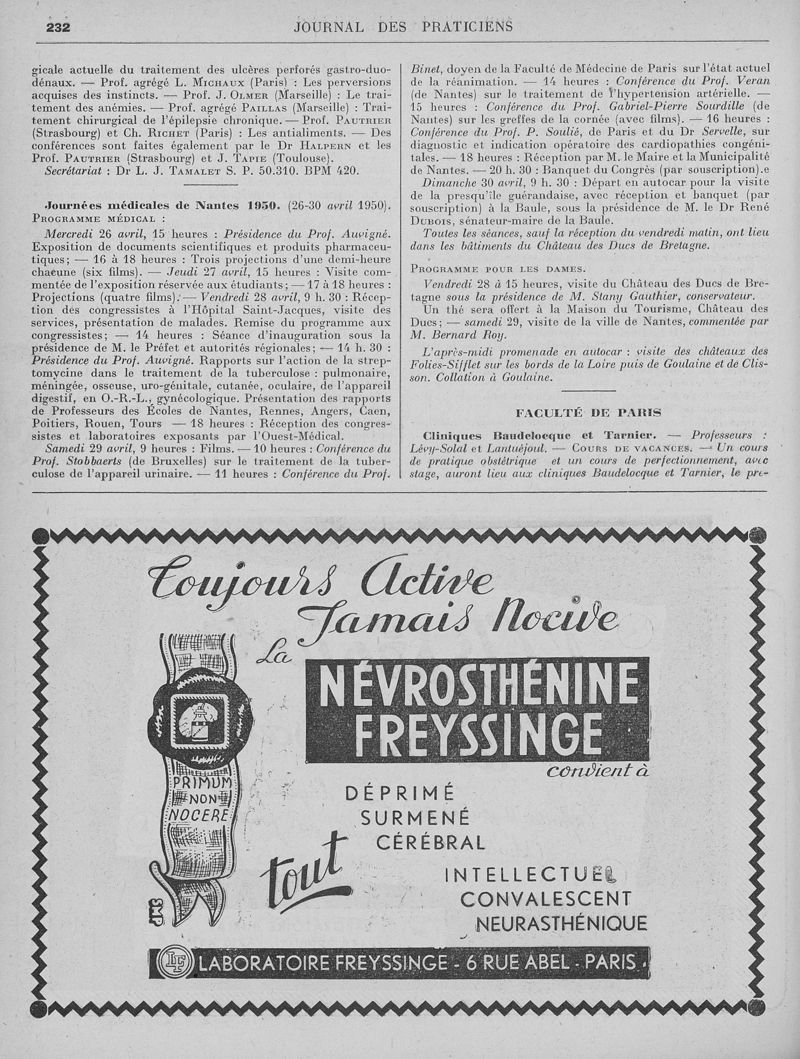 232
JOURNAL DES PRATICIENS
gicale actuelle du traitement des ulcères perforés gastro-duo-
dénaux. — Prof. agrégé L. MICHAUX (Paris) : Les perversions
acquises des instincts. — Prof. J. OLMER (Marseille) : Le trai-
tement des anémies. — Prof. agrégé PAILLAS (Marseille) : Trai-
tement chirurgical de l'épilepsie chronique. — Prof. PAUTRIER
(Strasbourg) et Ch. RICHET (Paris) : Les antialiments. — Des
conférences sont faites également par le Dr HALPERN et les
Prof. PAUTRIER (Strasbourg) et J. TAPIE (Toulouse).
Secrétariat : Dr L. J. TAMALET S. P. 50.310. BPM 420.
Journées médicales de Nantes 1950. (26-30 avril 1950).
PROGRAMME MÉDICAL :
Mercredi 26 avril, 15 heures : Présidence du Prof. Auvigné.
Exposition de documents scientifiques et produits pharmaceu-
tiques ; — 16 à 18 heures : Trois projections d'une demi-heure
chacune (six films). — Jeudi 27 avril, 15 heures : Visite com-
mentée de l'exposition réservée aux étudiants ; — 17 à 18 heures :
Projections (quatre films). — Vendredi 28 avril, 9 h. 30 : Récep-
tion des congressistes à l'Hôpital Saint-Jacques, visite des
services, présentation de malades. Remise du programme aux
congressistes ; — 14 heures : Séance d'inauguration sous la
présidence de M. le Préfet et autorités régionales ; — 14 h. 30 :
Présidence du Prof. Auvigné. Rapports sur l'action de la strep-
tomycine dans le traitement de la tuberculose : pulmonaire,
méningée, osseuse, uro-génitale, cutanée, oculaire, de l'appareil
digestif, en O.-R.-L., gynécologique. Présentation des rapports
de Professeurs des Écoles de Nantes, Rennes, Angers, Caen,
Poitiers, Rouen, Tours — 18 heures : Réception des congres-
sistes et laboratoires exposants par l'Ouest-Médical.
Samedi 29 avril, 9 heures : Films. — 10 heures : Conférence du
Prof. Stobbaerts (de Bruxelles) sur le traitement de la tuber-
culose de l'appareil urinaire. — 11 heures : Conférence du Prof.
Binet, doyen de la Faculté de Médecine de Paris sur l'état actuel
de la réanimation. — 14 heures : Conférence du Prof. Veran
(de Nantes) sur le traitement de l'hypertension artérielle. —
15 heures : Conférence du Prof. Gabriel-Pierre Sourdille (de
Nantes) sur les greffes de la cornée (avec films). — 16 heures :
Conférence du Prof. P. Soulié, de Paris et du Dr Servelle, sur
diagnostic et indication opératoire des cardiopathies congéni-
tales. — 18 heures : Réception par M. le Maire et la Municipalité
de Nantes. — 20 h. 30 : Banquet du Congrès (par souscription).e
Dimanche 30 avril, 9 h. 30 : Départ en autocar pour la visite
de la presqu'île guérandaise, avec réception et banquet (par
souscription) à la Baule, sous la présidence de M. le Dr René
DUBOIS, sénateur-maire de la Baule.
Toutes les séances, sauf la réception du vendredi matin, ont lieu
dans les bâtiments du Château des Ducs de Bretagne.
PROGRAMME POUR LES DAMES.
Vendredi 28 à 15 heures, visite du Château des Ducs de Bre-
tagne sous la présidence de M. Stany Gauthier, conservateur.
Un thé sera offert à la Maison du Tourisme, Château des
Ducs ; — samedi 29, visite de la ville de Nantes, commentée par
M. Bernard Roy.
L'après-midi promenade en autocar : visite des châteaux des
Folies-Sifflet sur les bords de la Loire puis de Goulaine et de Clis-
son. Collation à Goulaine.
FACULTÉ DE PARIS
Cliniques Baudelocque et Tarnier. — Professeurs :
Lévy-Solal et Lantuéjoul. — COURS DE VACANCES. — Un cours
de pratique obstétrique et un cours de perfectionnement, avec
stage, auront lieu aux cliniques Baudelocque et Tarnier, le pre-
Toujours Active
Jamais Nocive
La
NÉVROSTHÉNINE
FREYSSINGE
convient à
PRIMUM
NON
NOCERE
DÉPRIMÉ
SURMENÉ
CÉRÉBRAL
tout
INTELLECTUEL
CONVALESCENT
NEURASTHÉNIQUE
SMP
LF
LABORATOIRE FREYSSINGE - 6 RUE ABEL - PARIS